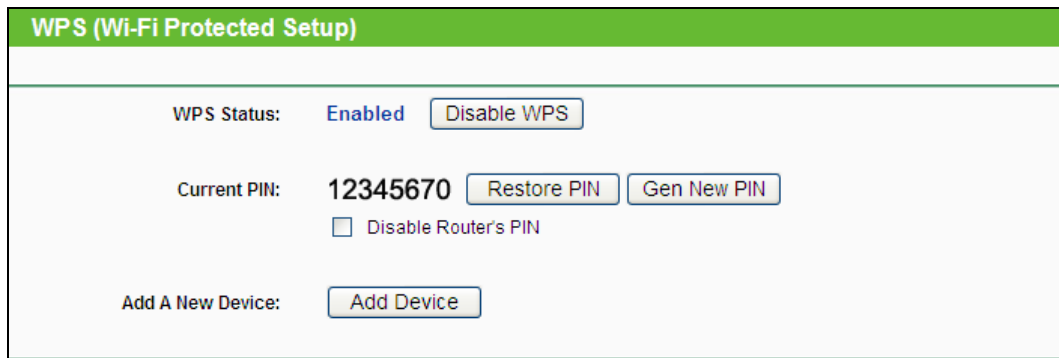 WPS (Wi-Fi Protected Setup)
WPS Status: Enabled Disable WPS
Current PIN: 12345670 Restore PIN Gen New PIN
Disable Router's PIN
Add A New Device: Add Device